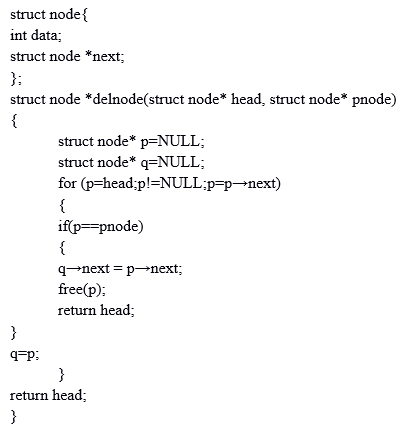 struct node{
int data;
struct node *next;
};
struct node *delnode(struct node* head, struct node* pnode)
{
struct node* p=NULL;
struct node* q=NULL;
for (p=head;p!=NULL;p=p→next)
{
if(p==pnode)
{
q→next = p→next;
free(p);
return head;
}
q=p;
}
return head;
}